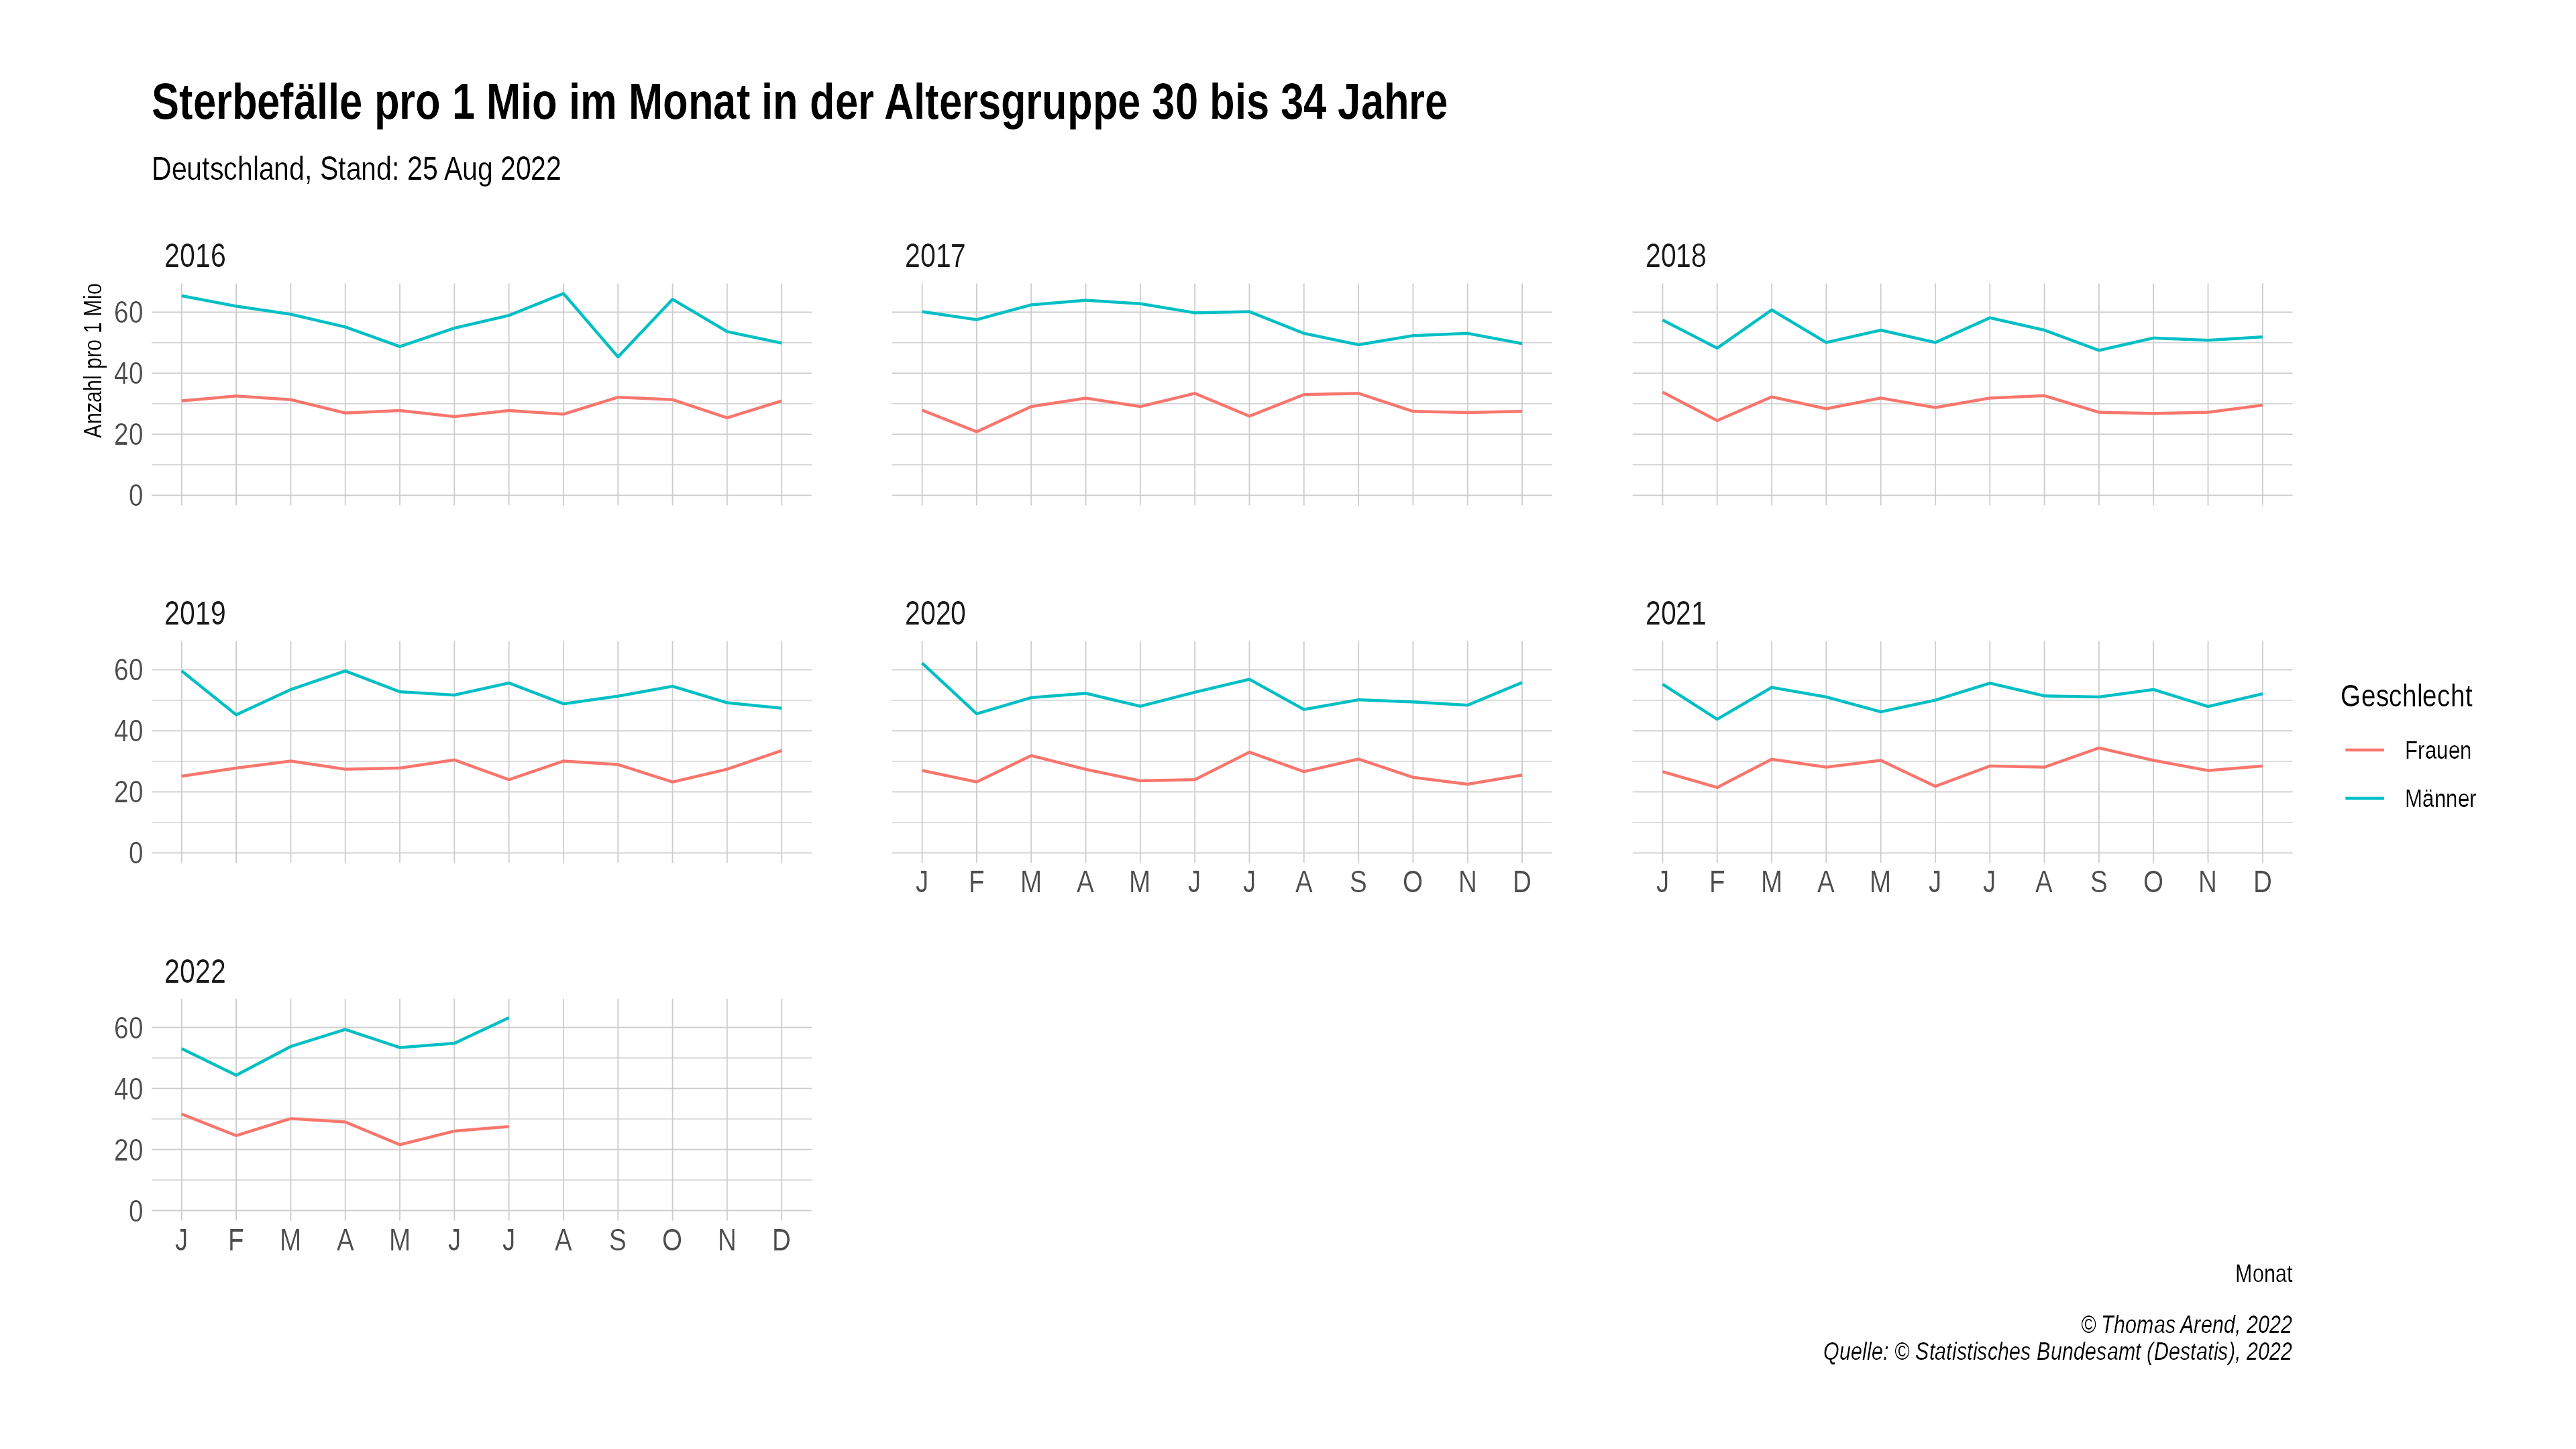 Sterbefälle pro 1 Mio im Monat in der Altersgruppe 30 bis 34 Jahre
Deutschland, Stand: 25 Aug 2022
2016
2017
2018
Anzahl pro 1 Mio
60
40
20
0
2019
2020
2021
60
40
20
0
J F M A M J J A S O N D
J F M A M J J A S O N D
Geschlecht
Frauen
Männer
2022
60
40
20
0
J F M A M J J A S O N D
Monat
© Thomas Arend, 2022
Quelle: © Statistisches Bundesamt (Destatis), 2022